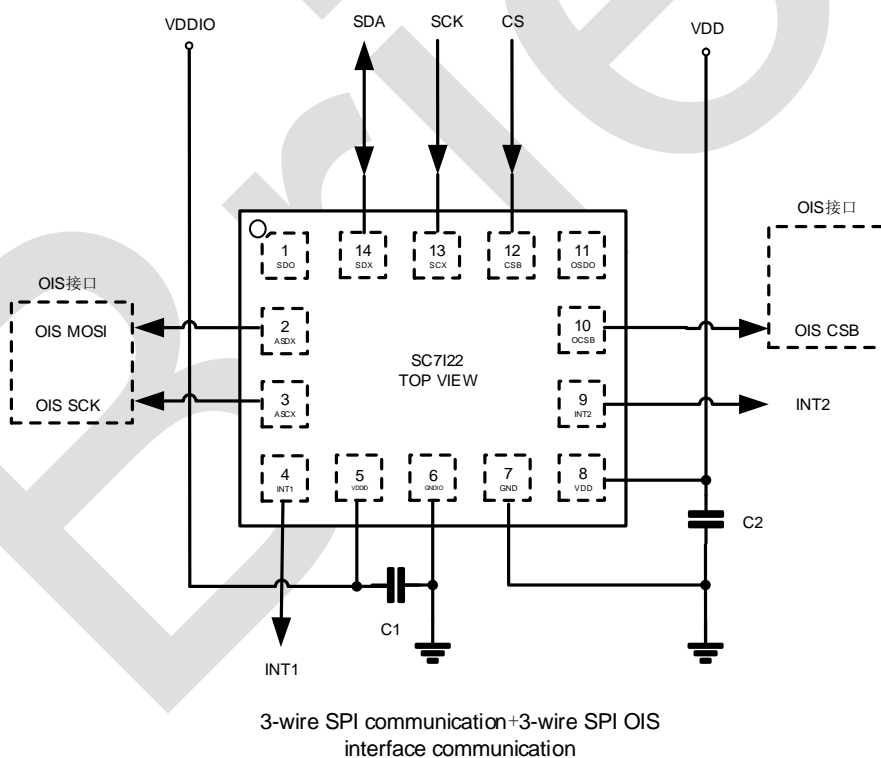 VDDIO
SDA
SCK
CS
VDD
OIS接口
1
SDO
14
SDX
13
SCX
12
CSB
11
OSDO
OIS接口
OIS MOSI
2
ASDX
10
OCSB
OIS CSB
SC7I22
TOP VIEW
OIS SCK
3
ASCX
9
INT2
INT2
4
INT1
5
VDDD
6
GNDIO
7
GND
8
VDD
C2
C1
INT1
3-wire SPI communication+3-wire SPI OIS
interface communication